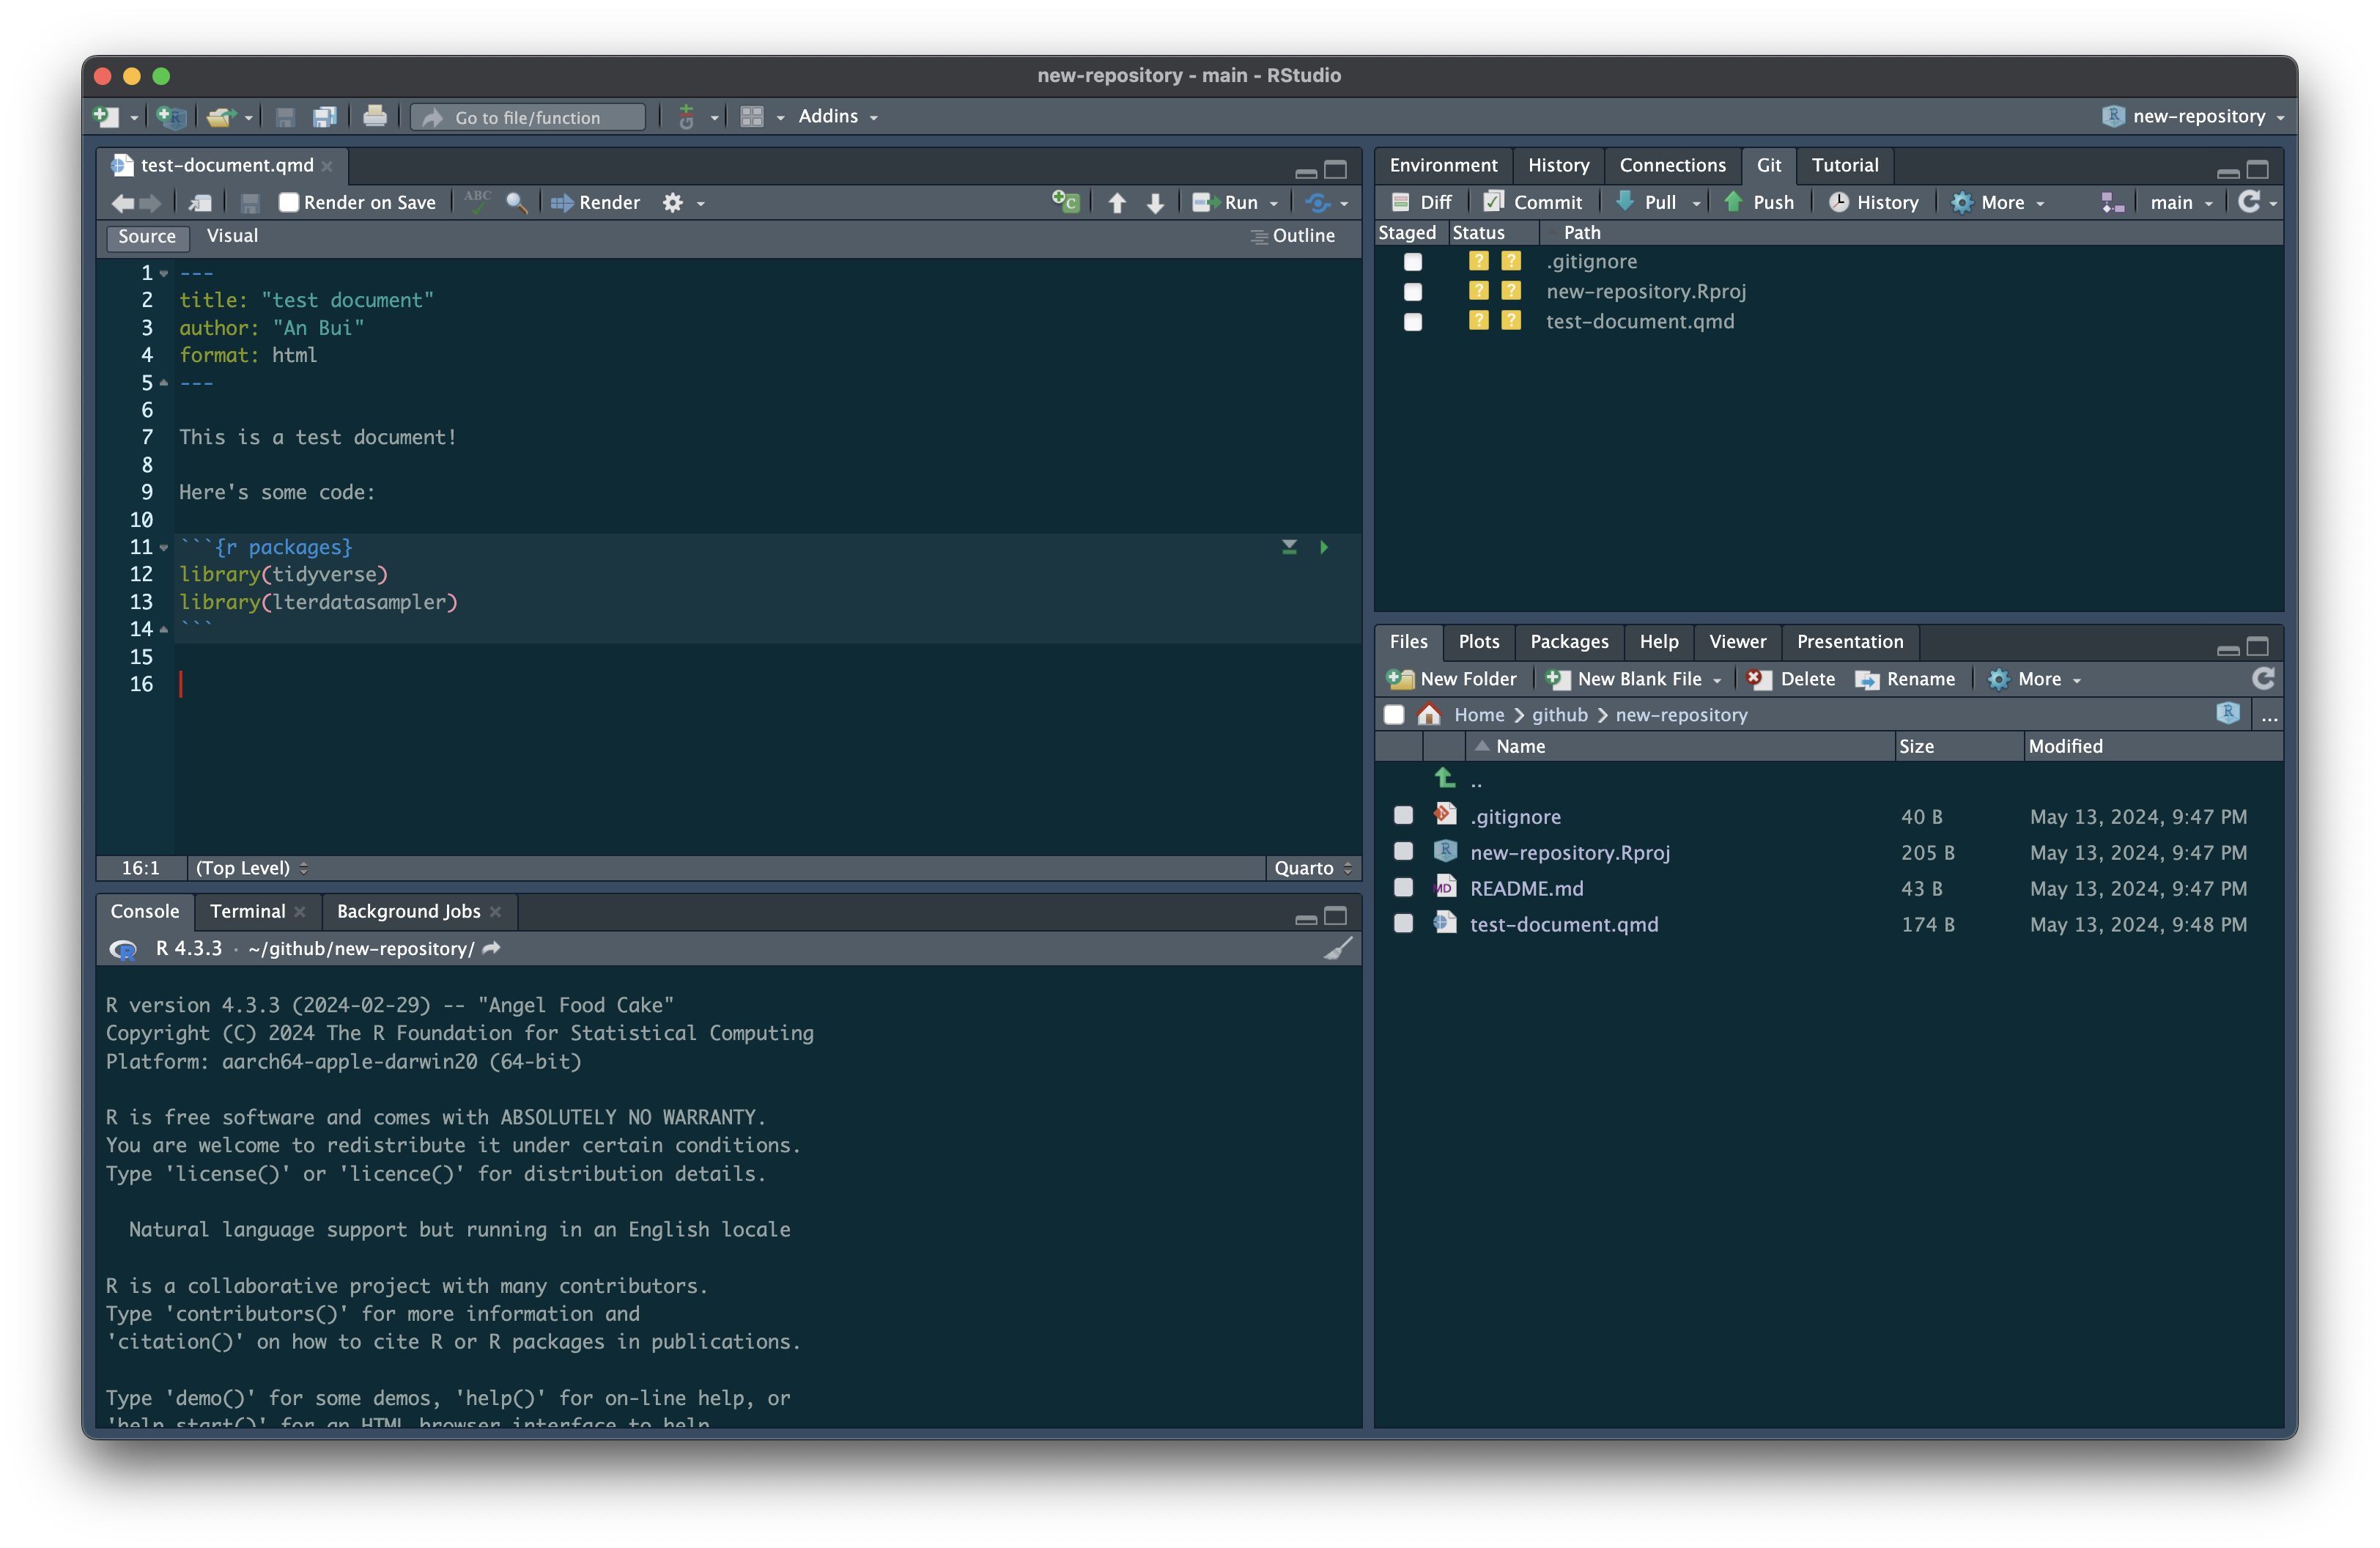 new-repository - main - RStudio
Go to file/function
Addins
new-repository
test-document.qmd
Render on Save
ABC
Render
Run
Source
Visual
Outline
1 ---
2 title: "test document"
3 author: "An Bui"
4 format: html
5 ---
6
7 This is a test document!
8
9 Here's some code:
10
11 ```{r packages}
12 library(tidyverse)
13 library(lterdatasampler)
14 ```
15
16
16:1 (Top Level) Quarto
Console Terminal Background Jobs
R 4.3.3 · ~/github/new-repository/
R version 4.3.3 (2024-02-29) -- "Angel Food Cake"
Copyright (C) 2024 The R Foundation for Statistical Computing
Platform: aarch64-apple-darwin20 (64-bit)
R is free software and comes with ABSOLUTELY NO WARRANTY.
You are welcome to redistribute it under certain conditions.
Type 'license()' or 'licence()' for distribution details.
Natural language support but running in an English locale
R is a collaborative project with many contributors.
Type 'contributors()' for more information and
'citation()' on how to cite R or R packages in publications.
Type 'demo()' for some demos, 'help()' for on-line help, or
'help.start()' for an HTML browser interface to help.
Environment History Connections Git Tutorial
Diff Commit Pull Push History More main
Staged Status Path
? ? .gitignore
? ? new-repository.Rproj
? ? test-document.qmd
Files Plots Packages Help Viewer Presentation
New Folder New Blank File Delete Rename More
Home github new-repository ...
Name Size Modified
..
.gitignore 40 B May 13, 2024, 9:47 PM
new-repository.Rproj 205 B May 13, 2024, 9:47 PM
MD README.md 43 B May 13, 2024, 9:47 PM
test-document.qmd 174 B May 13, 2024, 9:48 PM